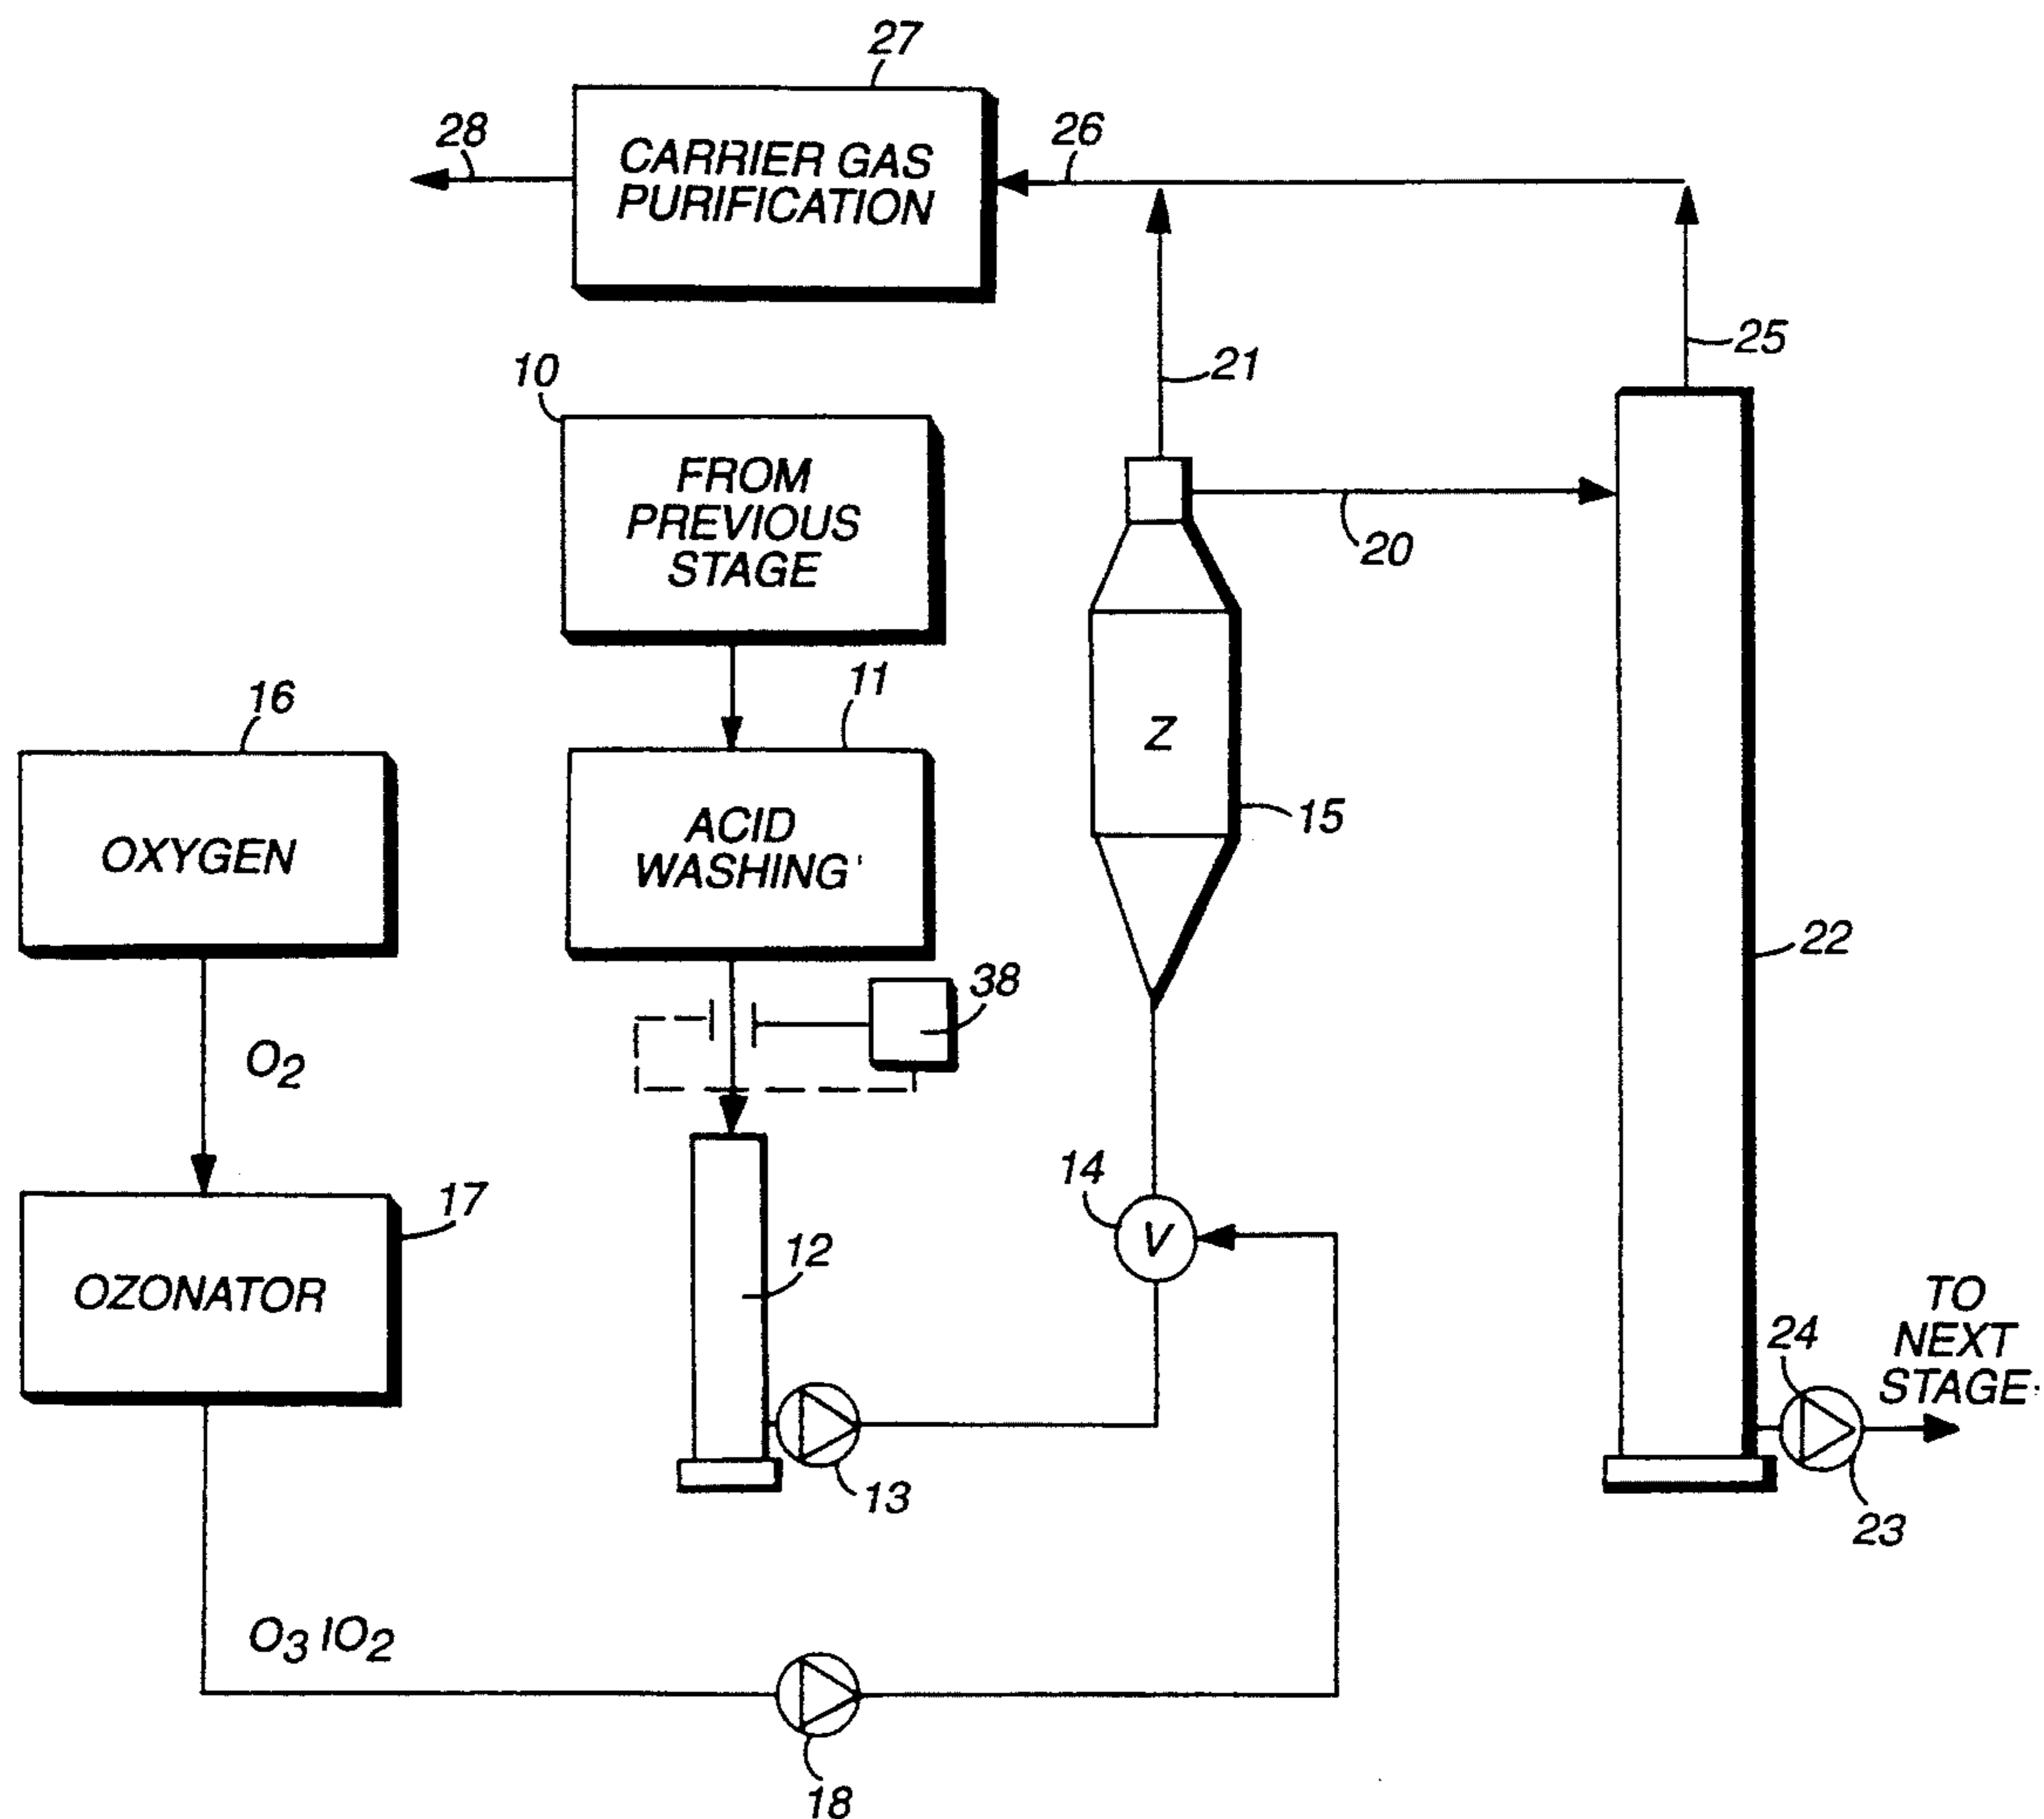 27
28
CARRIER GAS
PURIFICATION
26
25
21
10
FROM
PREVIOUS
STAGE
20
16
11
Z
15
OXYGEN
ACID
WASHING
22
38
O2
14
V
17
12
OZONATOR
TO
NEXT
STAGE
24
13
23
O3/O2
18